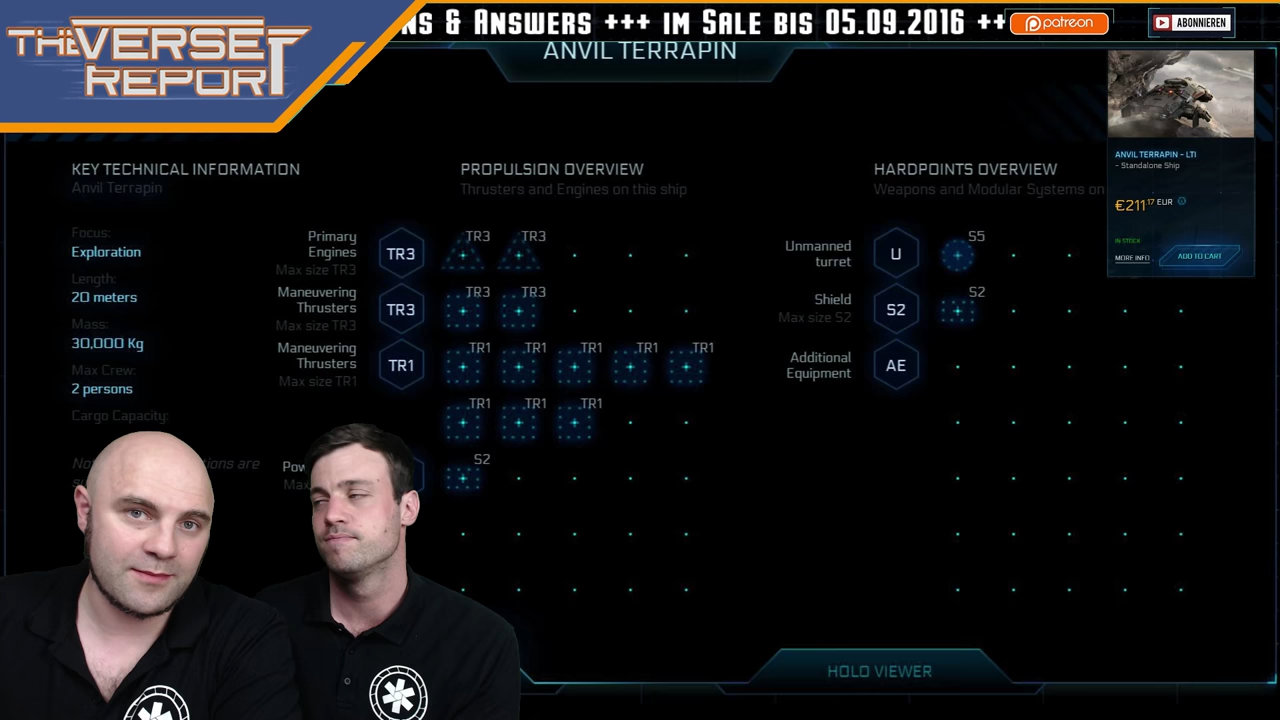 THE VERSE
REPORT
NS & ANSWERS +++ IM SALE BIS 05.09.2016 ++
patreon
ABONNIEREN
ANVIL TERRAPIN
KEY TECHNICAL INFORMATION
Anvil Terrapin
Focus:
Exploration
Length:
20 meters
Mass:
30,000 Kg
Max Crew:
2 persons
Cargo Capacity:
PROPULSION OVERVIEW
Thrusters and Engines on this ship
Primary
Engines
Max size TR3
TR3
TR3 TR3
Maneuvering
Thrusters
Max size TR3
TR3
TR3 TR3
Maneuvering
Thrusters
Max size TR1
TR1
TR1 TR1 TR1 TR1 TR1
TR1 TR1 TR1
Pow
Max
S2
HARDPOINTS OVERVIEW
Weapons and Modular Systems on
Unmanned
turret
U
S5
Shield
Max size S2
S2
S2
Additional
Equipment
AE
ANVIL TERRAPIN - LTI
- Standalone Ship
€211.17 EUR
IN STOCK
MORE INFO
ADD TO CART
HOLO VIEWER